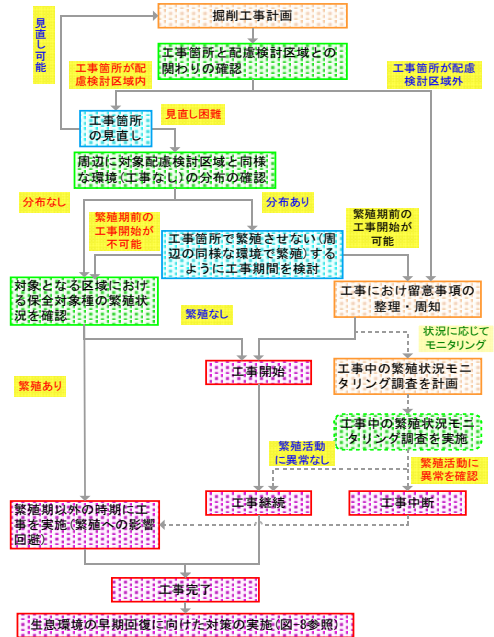 掘削工事計画
見直し可能
工事箇所と配慮検討区域との
関わりの確認
工事箇所が配
慮検討区域内
工事箇所が配慮
検討区域外
工事箇所
の見直し
見直し困難
周辺に対象配慮検討区域と同様
な環境(工事なし)の分布の確認
分布なし
分布あり
繁殖期前の
工事開始が
不可能
繁殖期前の
工事開始が
可能
工事箇所で繁殖させない(周
辺の同様な環境で繁殖)する
ように工事期間を検討
対象となる区域におけ
る保全対象種の繁殖状
況を確認
工事における留意事項の
整理・周知
繁殖なし
状況に応じて
モニタリング
工事開始
工事中の繁殖状況モニ
タリング調査を計画
繁殖あり
工事中の繁殖状況モニ
タリング調査を実施
繁殖活動
に異常なし
繁殖活動に
異常を確認
工事継続
工事中断
繁殖期以外の時期に工
事を実施(繁殖への影響
回避)
工事完了
生息環境の早期回復に向けた対策の実施(図-8参照)